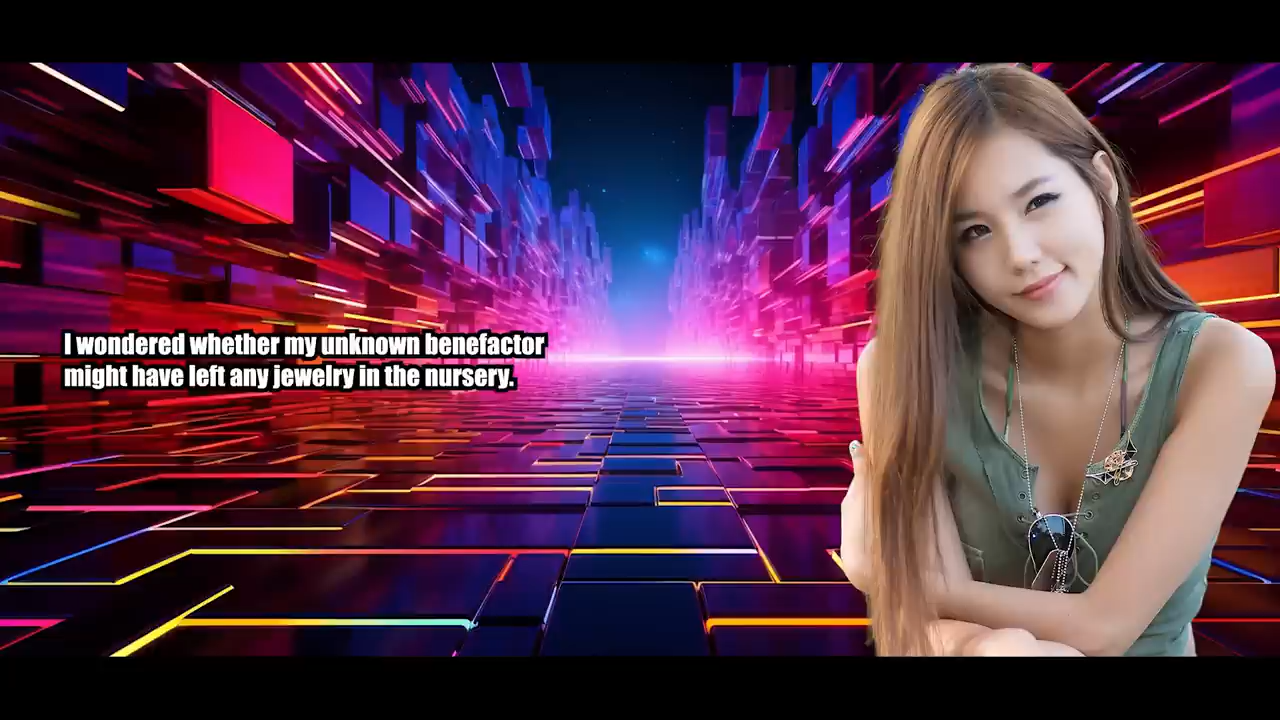 I wondered whether my unknown benefactor
might have left any jewelry in the nursery.